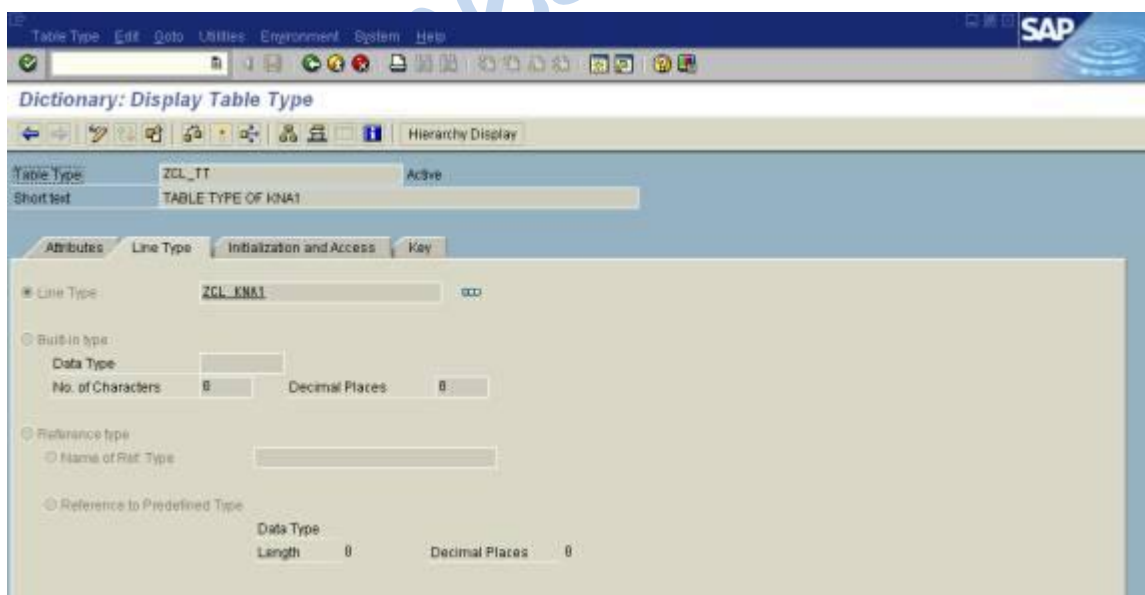 Table Type Edit Goto Utilities Environment System Help
SAP
Dictionary: Display Table Type
Hierarchy Display
Table Type ZCL_TT Active
Short text TABLE TYPE OF KNA1
Attributes Line Type Initialization and Access Key
Line Type ZCL_KNA1
Built-in type
Data Type
No. of Characters 0 Decimal Places 0
Reference type
Name of Ref. Type
Reference to Predefined Type
Data Type
Length 0 Decimal Places 0